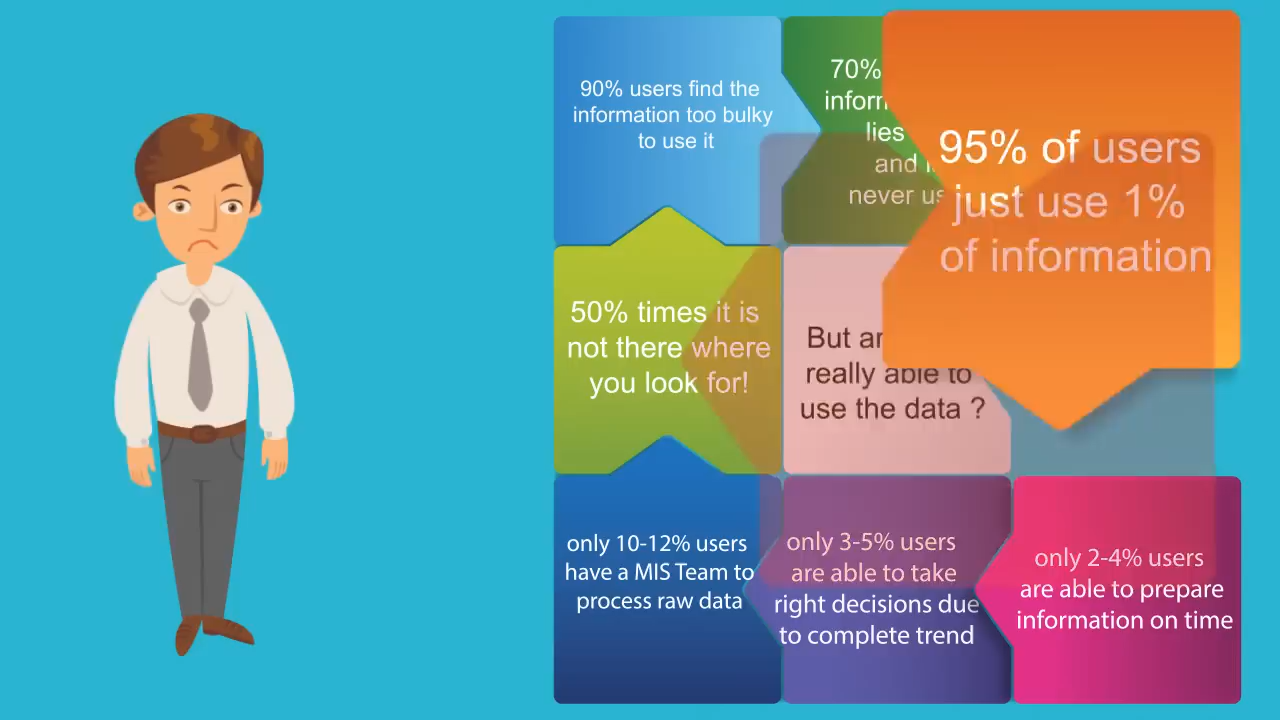 90% users find the
information too bulky
to use it
70%
lies
and
never
95% of users
just use 1%
of information
50% times it is
not there where
you look for!
But
really able to
use the data ?
only 10-12% users
have a MIS Team to
process raw data
only 3-5% users
are able to take
right decisions due
to complete trend
only 2-4% users
are able to prepare
information on time